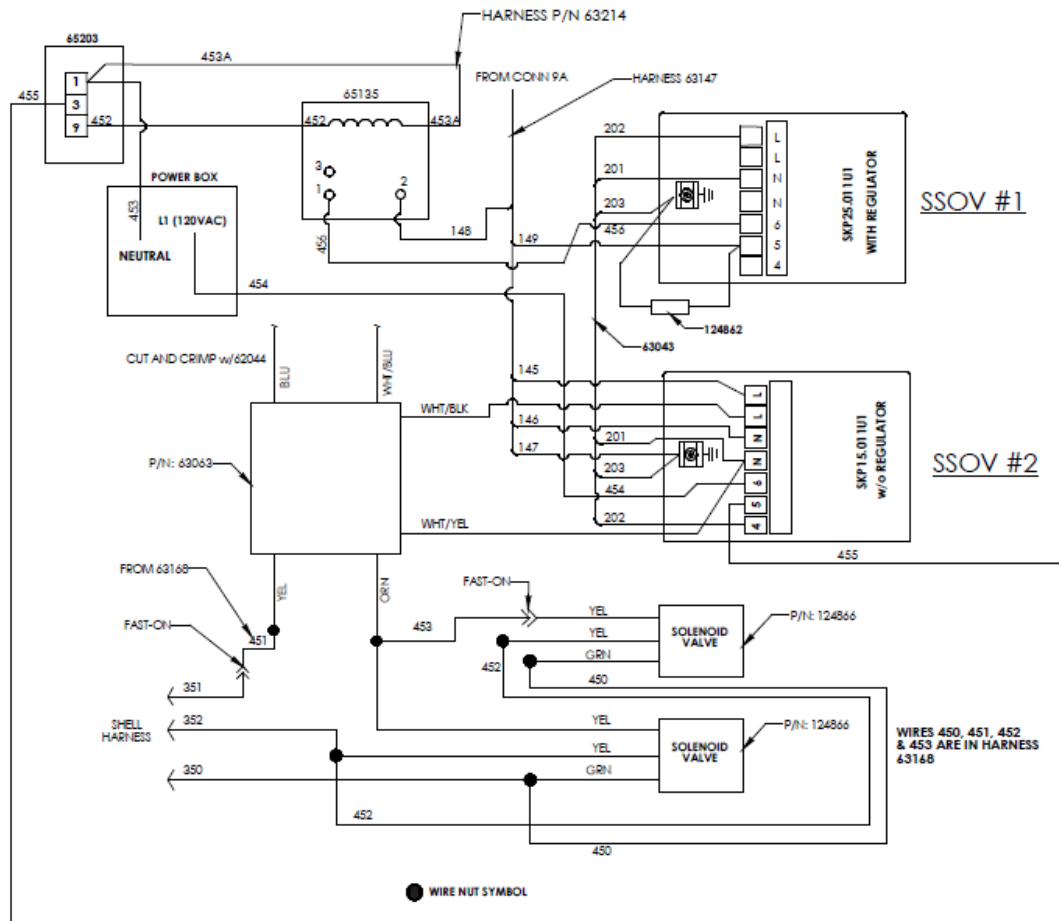 HARNESS P/N 63214
65203
453A
1
3
9
455
452
65135
452
453A
3
1
2
FROM CONN 9A
HARNESS 63147
POWER BOX
453
L1 (120VAC)
NEUTRAL
456
148
454
202
201
203
456
149
L
L
N
N
6
5
4
SKP25.011U1
WITH REGULATOR
SSOV #1
124862
63043
CUT AND CRIMP w/62044
BLU
WHT/BLU
WHT/BLK
P/N: 63063
WHT/YEL
145
146
201
147
203
454
202
L
L
N
N
6
5
4
SKP15.011U1
w/o REGULATOR
SSOV #2
455
FROM 63168
YEL
ORN
FAST-ON
451
FAST-ON
453
YEL
YEL
GRN
452
450
SOLENOID
VALVE
P/N: 124866
351
SHELL
HARNESS
352
350
YEL
YEL
GRN
SOLENOID
VALVE
P/N: 124866
452
450
WIRES 450, 451, 452
& 453 ARE IN HARNESS
63168
WIRE NUT SYMBOL